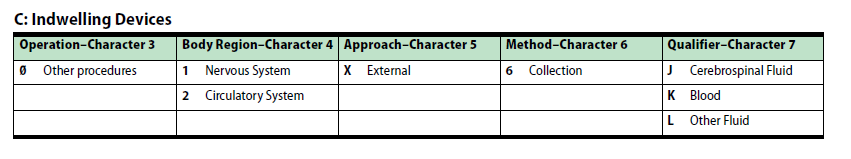 C: Indwelling Devices
Operation–Character 3 Body Region–Character 4 Approach–Character 5 Method–Character 6 Qualifier–Character 7
Ø Other procedures 1 Nervous System X External 6 Collection J Cerebrospinal Fluid
2 Circulatory System K Blood
L Other Fluid